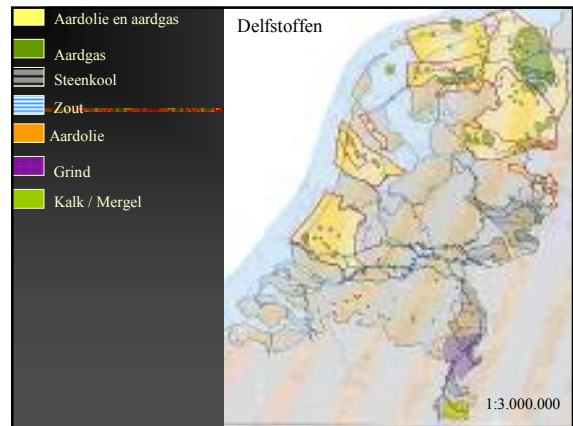 Delfstoffen
Aardolie en aardgas
Aardgas
Steenkool
Zout
Aardolie
Grind
Kalk / Mergel
1:3.000.000